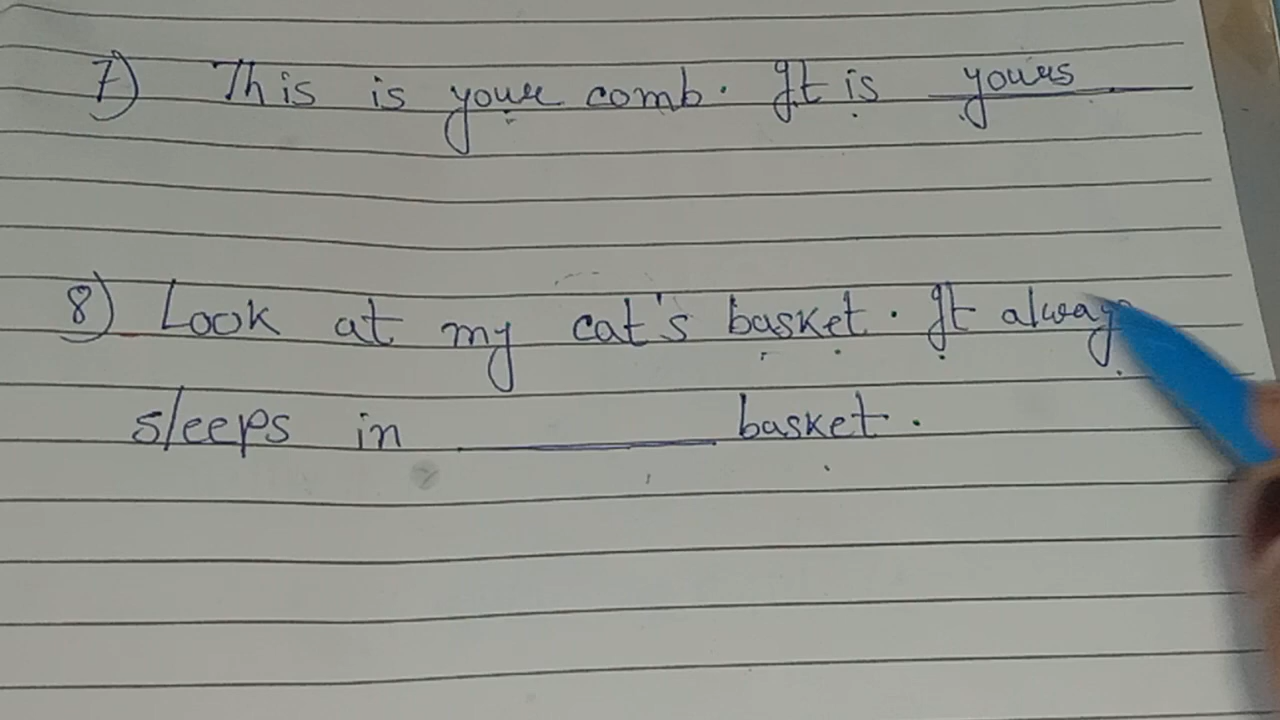 7) This is your comb. It is yours
8) Look at my cat's basket. It always
sleeps in ________ basket.